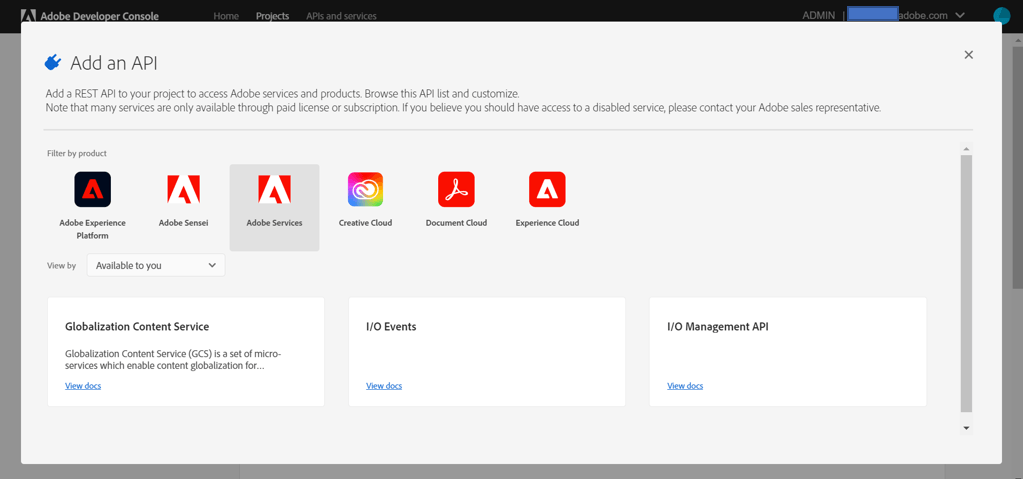 Adobe Developer Console Home Projects APIs and services ADMIN | adobe.com
Add an API
Add a REST API to your project to access Adobe services and products. Browse this API list and customize.
Note that many services are only available through paid license or subscription. If you believe you should have access to a disabled service, please contact your Adobe sales representative.
Filter by product
Adobe Experience Platform
Adobe Sensei
Adobe Services
Creative Cloud
Document Cloud
Experience Cloud
View by Available to you
Globalization Content Service
Globalization Content Service (GCS) is a set of micro-
services which enable content globalization for...
View docs
I/O Events
View docs
I/O Management API
View docs